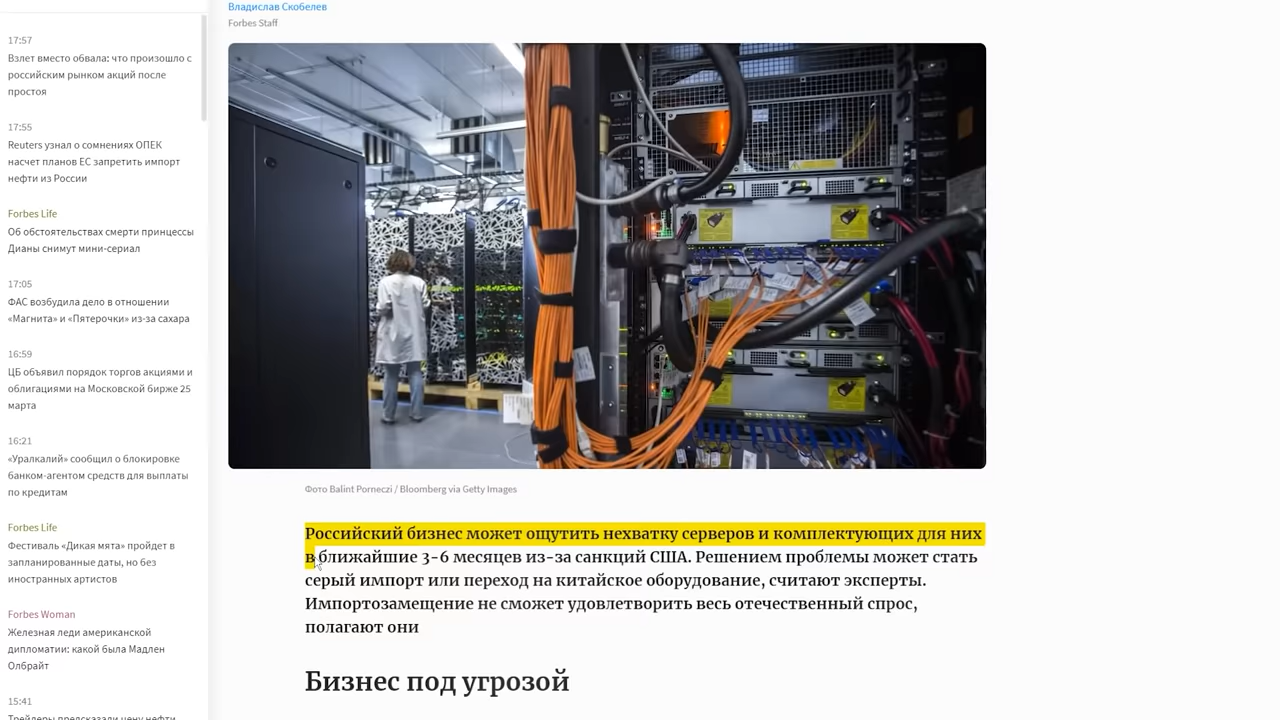 Владислав Скобелев
Forbes Staff
17:57
Взлет вместо обвала: что произошло с
российским рынком акций после
простоя
17:55
Reuters узнал о сомнениях ОПЕК
насчет планов ЕС запретить импорт
нефти из России
Forbes Life
Об обстоятельствах смерти принцессы
Дианы снимут мини-сериал
17:05
ФАС возбудила дело в отношении
«Магнита» и «Пятерочки» из-за сахара
16:59
ЦБ объявил порядок торгов акциями и
облигациями на Московской бирже 25
марта
16:21
«Уралкалий» сообщил о блокировке
банком-агентом средств для выплаты
по кредитам
Forbes Life
Фестиваль «Дикая мята» пройдет в
запланированные даты, но без
иностранных артистов
Forbes Woman
Железная леди американской
дипломатии: какой была Мадлен
Олбрайт
15:41
Трейдеры предсказали цену нефти
Фото Balint Porneczi / Bloomberg via Getty Images
Российский бизнес может ощутить нехватку серверов и комплектующих для них
в ближайшие 3-6 месяцев из-за санкций США. Решением проблемы может стать
серый импорт или переход на китайское оборудование, считают эксперты.
Импортозамещение не сможет удовлетворить весь отечественный спрос,
полагают они
Бизнес под угрозой